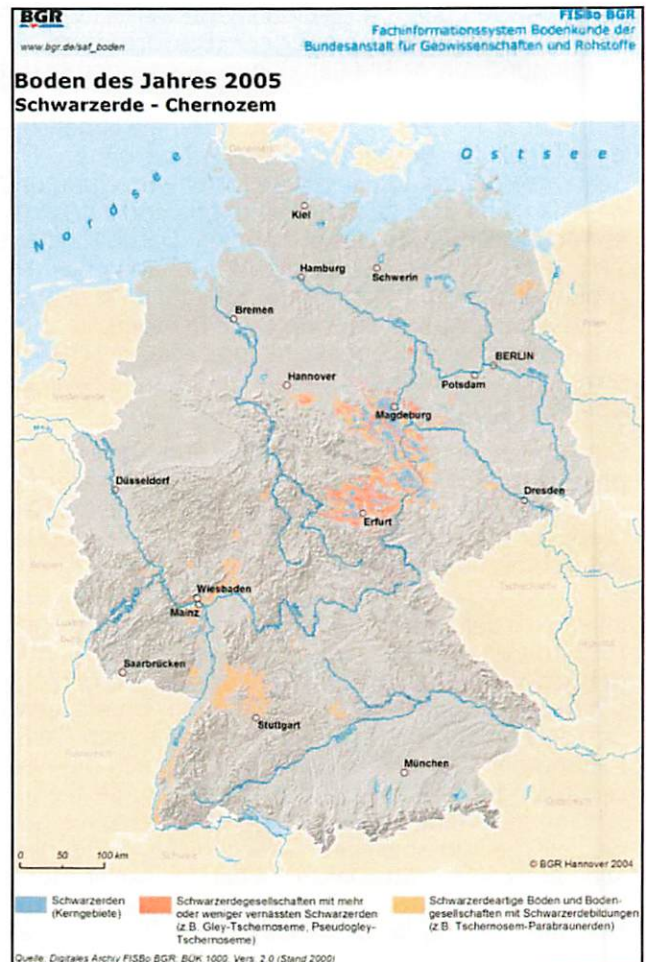 BGR
www.bgr.de/saf_boden
FISBo BGR
Fachinformationssystem Bodenkunde der
Bundesanstalt für Geowissenschaften und Rohstoffe
Boden des Jahres 2005
Schwarzerde - Chernozem
Nordsee
Ostsee
Kiel
Hamburg
Schwerin
Bremen
BERLIN
Hannover
Potsdam
Magdeburg
Düsseldorf
Dresden
Erfurt
Wiesbaden
Mainz
Saarbrücken
Stuttgart
München
Schweiz
0 50 100 km
© BGR Hannover 2004
Schwarzerden
(Kerngebiete)
Schwarzerdegesellschaften mit mehr
oder weniger vernässten Schwarzerden
(z.B. Gley-Tschernoseme, Pseudogley-
Tschernoseme)
Schwarzerdeartige Böden und Boden-
gesellschaften mit Schwarzerdebildungen
(z.B. Tschernosem-Parabraunerden)
Quelle: Digitales Archiv FISBo BGR: BÜK 1000, Vers. 2.0 (Stand 2000)